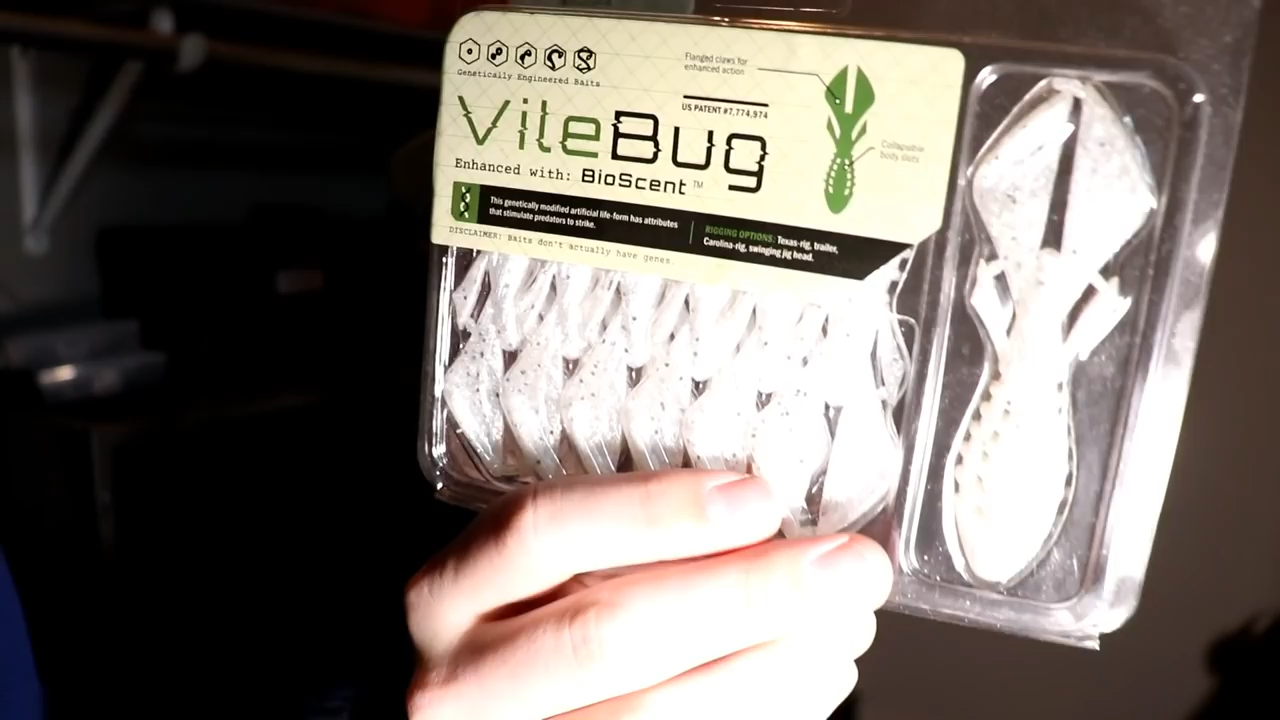 Genetically Engineered Baits
VileBug
Enhanced with: BioScent™
This genetically modified artificial life-form has attributes
that stimulate predators to strike.
DISCLAIMER: Baits don't actually have genes.
US PATENT #7,774,974
Flanged claws for
enhanced action
Collapsable
body slots
RIGGING OPTIONS: Texas-rig, trailer,
Carolina-rig, swinging jig head.